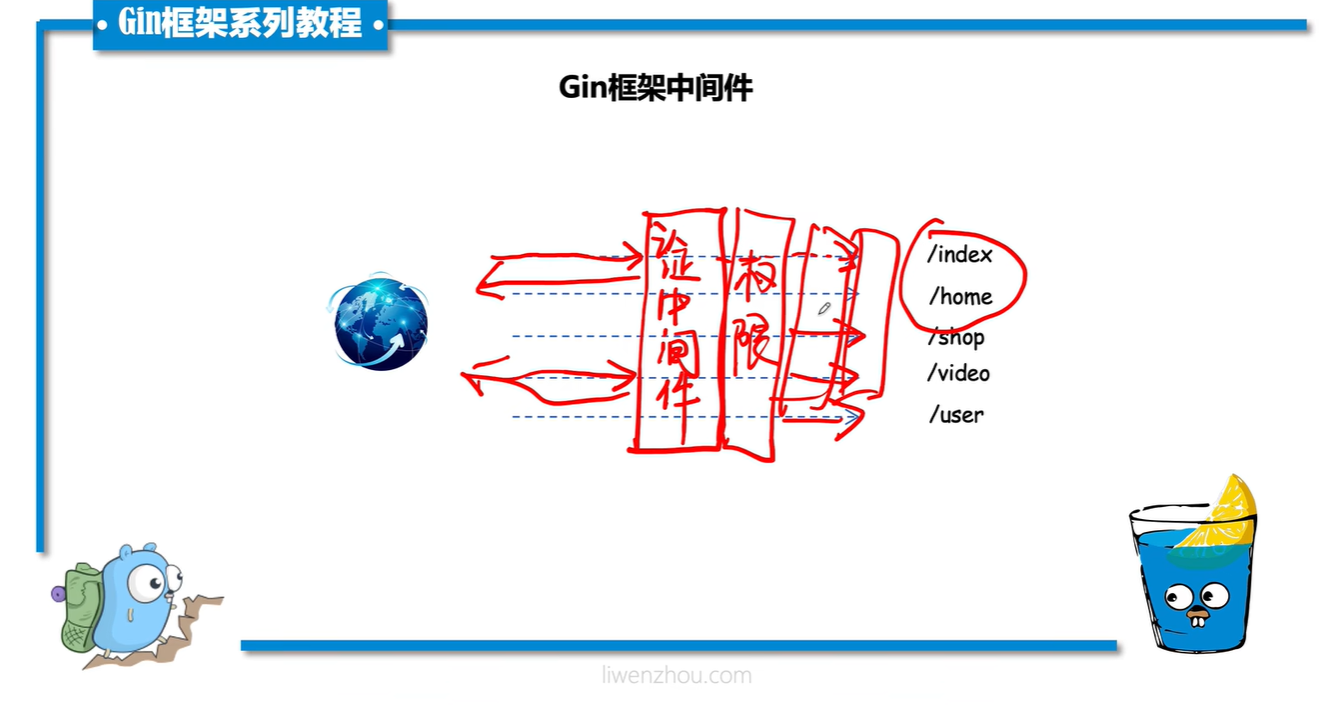 Gin框架系列教程
Gin框架中间件
认证中间件
权限
/index
/home
/shop
/video
/user
liwenzhou.com